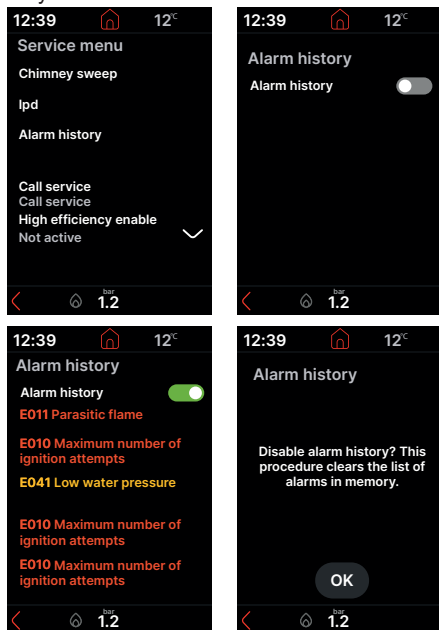 12:39 12°C
Service menu
Chimney sweep
lpd
Alarm history
Call service
Call service
High efficiency enable
Not active
bar
1.2
12:39 12°C
Alarm history
Alarm history
bar
1.2
12:39 12°C
Alarm history
Alarm history
E011 Parasitic flame
E010 Maximum number of
ignition attempts
E041 Low water pressure
E010 Maximum number of
ignition attempts
E010 Maximum number of
ignition attempts
bar
1.2
12:39 12°C
Alarm history
Disable alarm history? This
procedure clears the list of
alarms in memory.
OK
bar
1.2